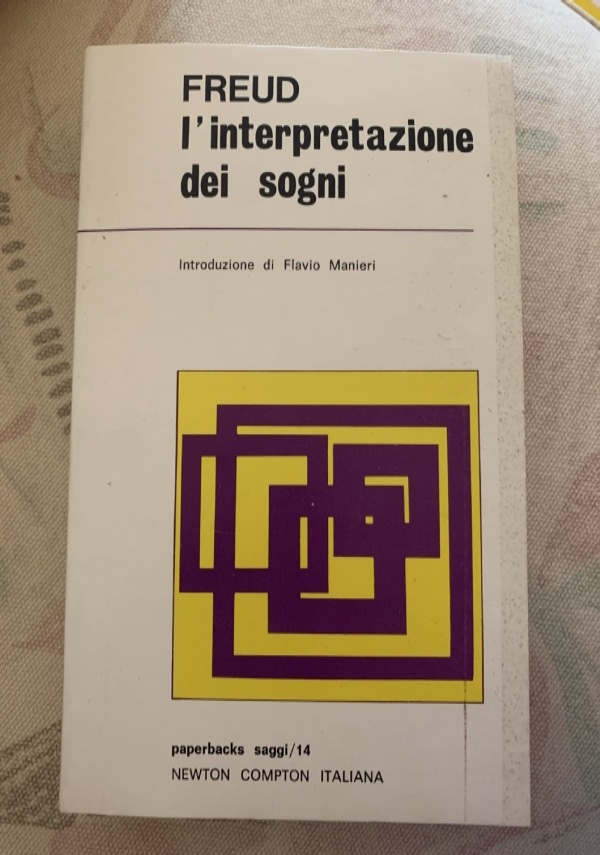 FREUD
l'interpretazione
dei sogni
Introduzione di Flavio Manieri
paperbacks saggi/14
NEWTON COMPTON ITALIANA